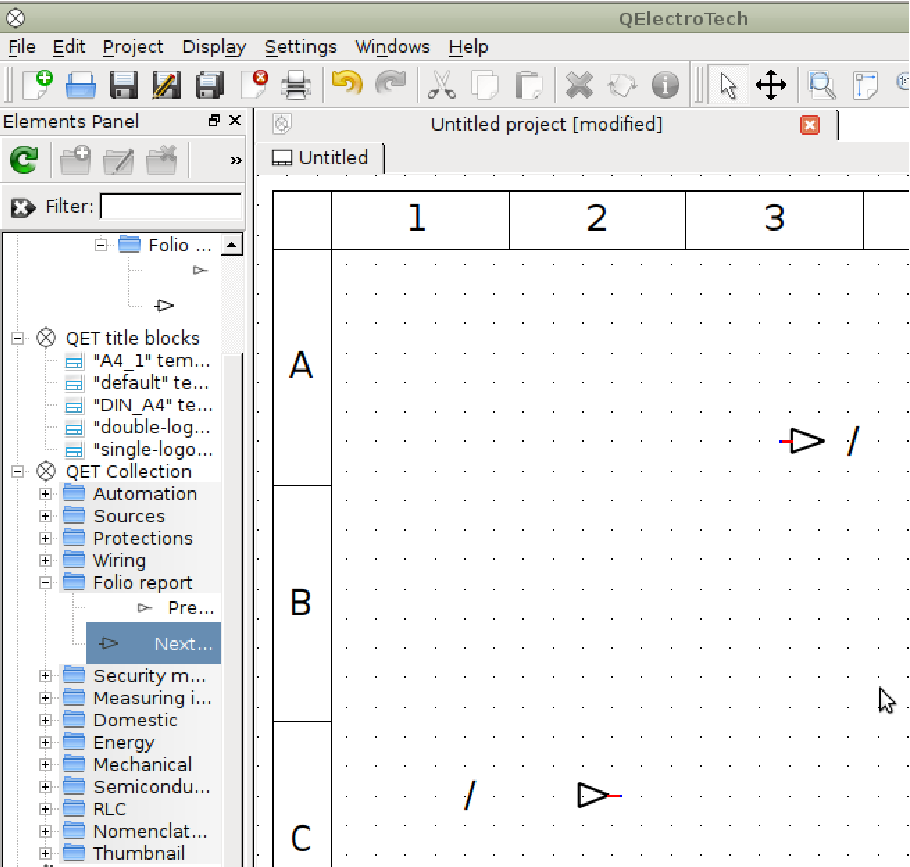 QElectroTech
File Edit Project Display Settings Windows Help
Elements Panel
Untitled project [modified]
Untitled
Filter:
1 2 3
Folio ...
QET title blocks
"A4_1" tem...
"default" te...
"DIN_A4" te...
"double-log...
"single-logo...
QET Collection
Automation
Sources
Protections
Wiring
Folio report
Pre...
Next...
Security m...
Measuring i...
Domestic
Energy
Mechanical
Semicondu...
RLC
Nomenclat...
Thumbnail
A
/
B
/
C